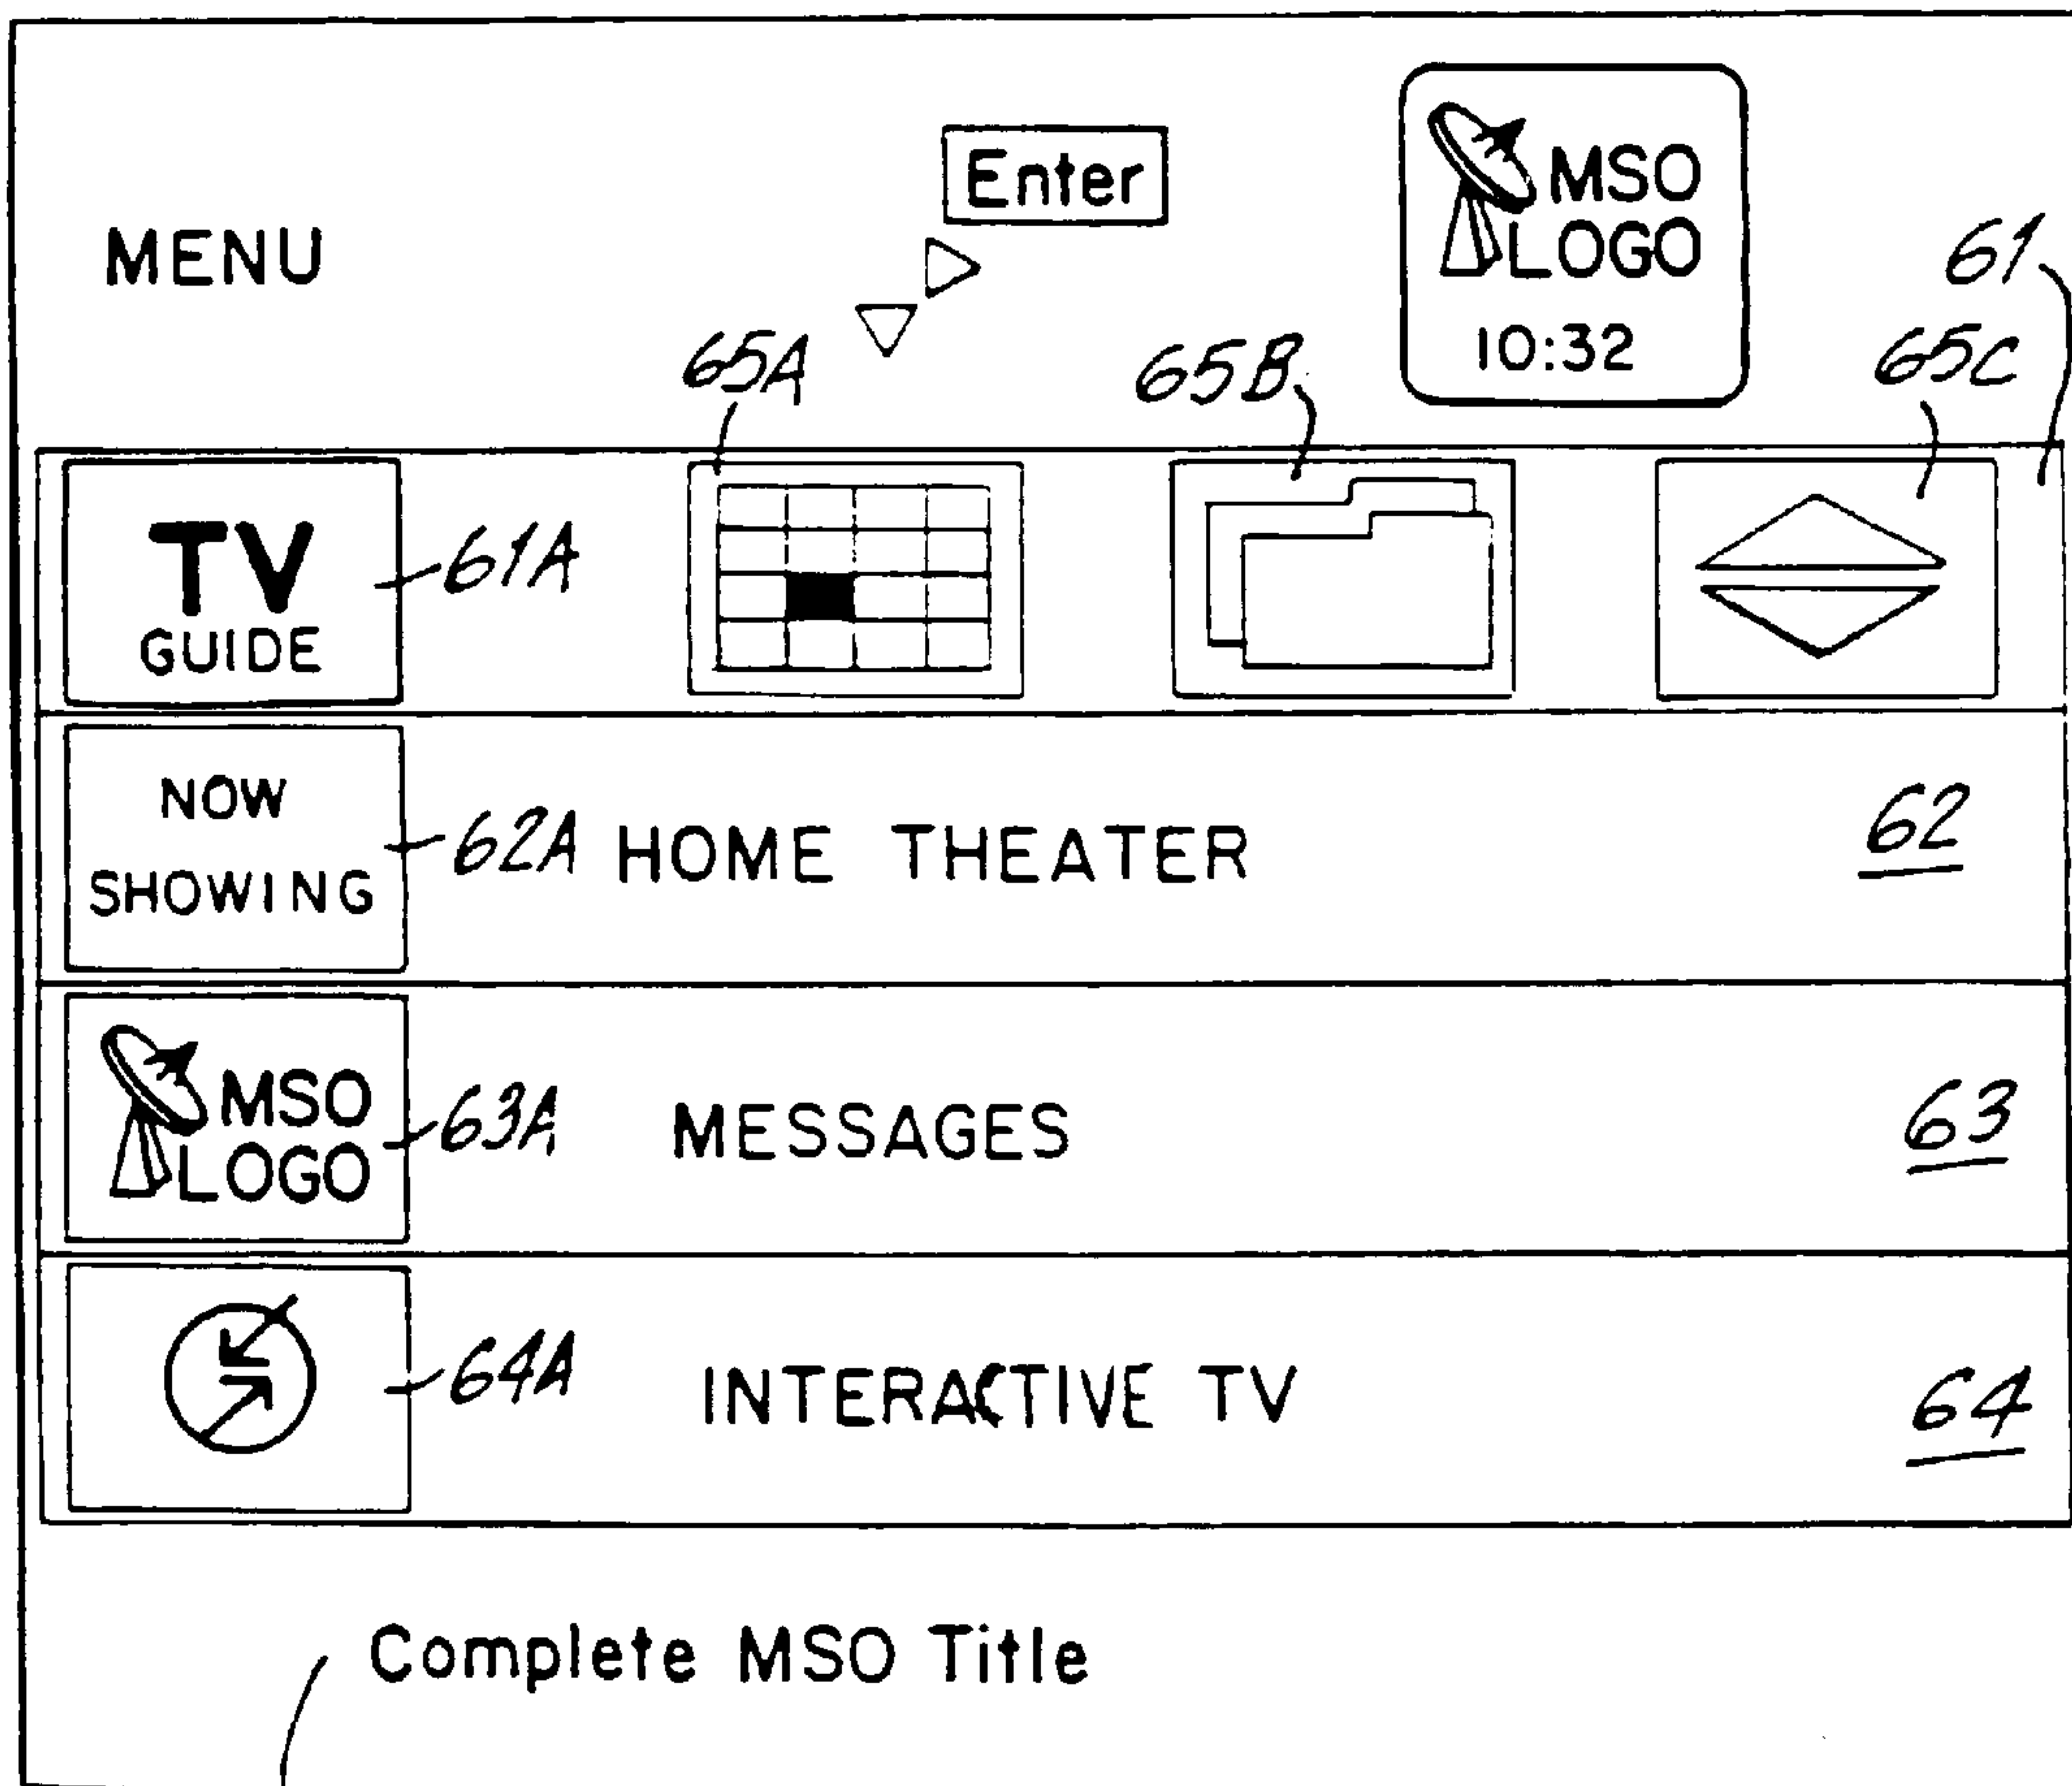 Enter
MSO
LOGO
10:32
MENU
61
65A
65B
65C
TV
GUIDE
61A
NOW
SHOWING
62A
HOME THEATER
62
MSO
LOGO
63A
MESSAGES
63
64A
INTERACTIVE TV
64
Complete MSO Title